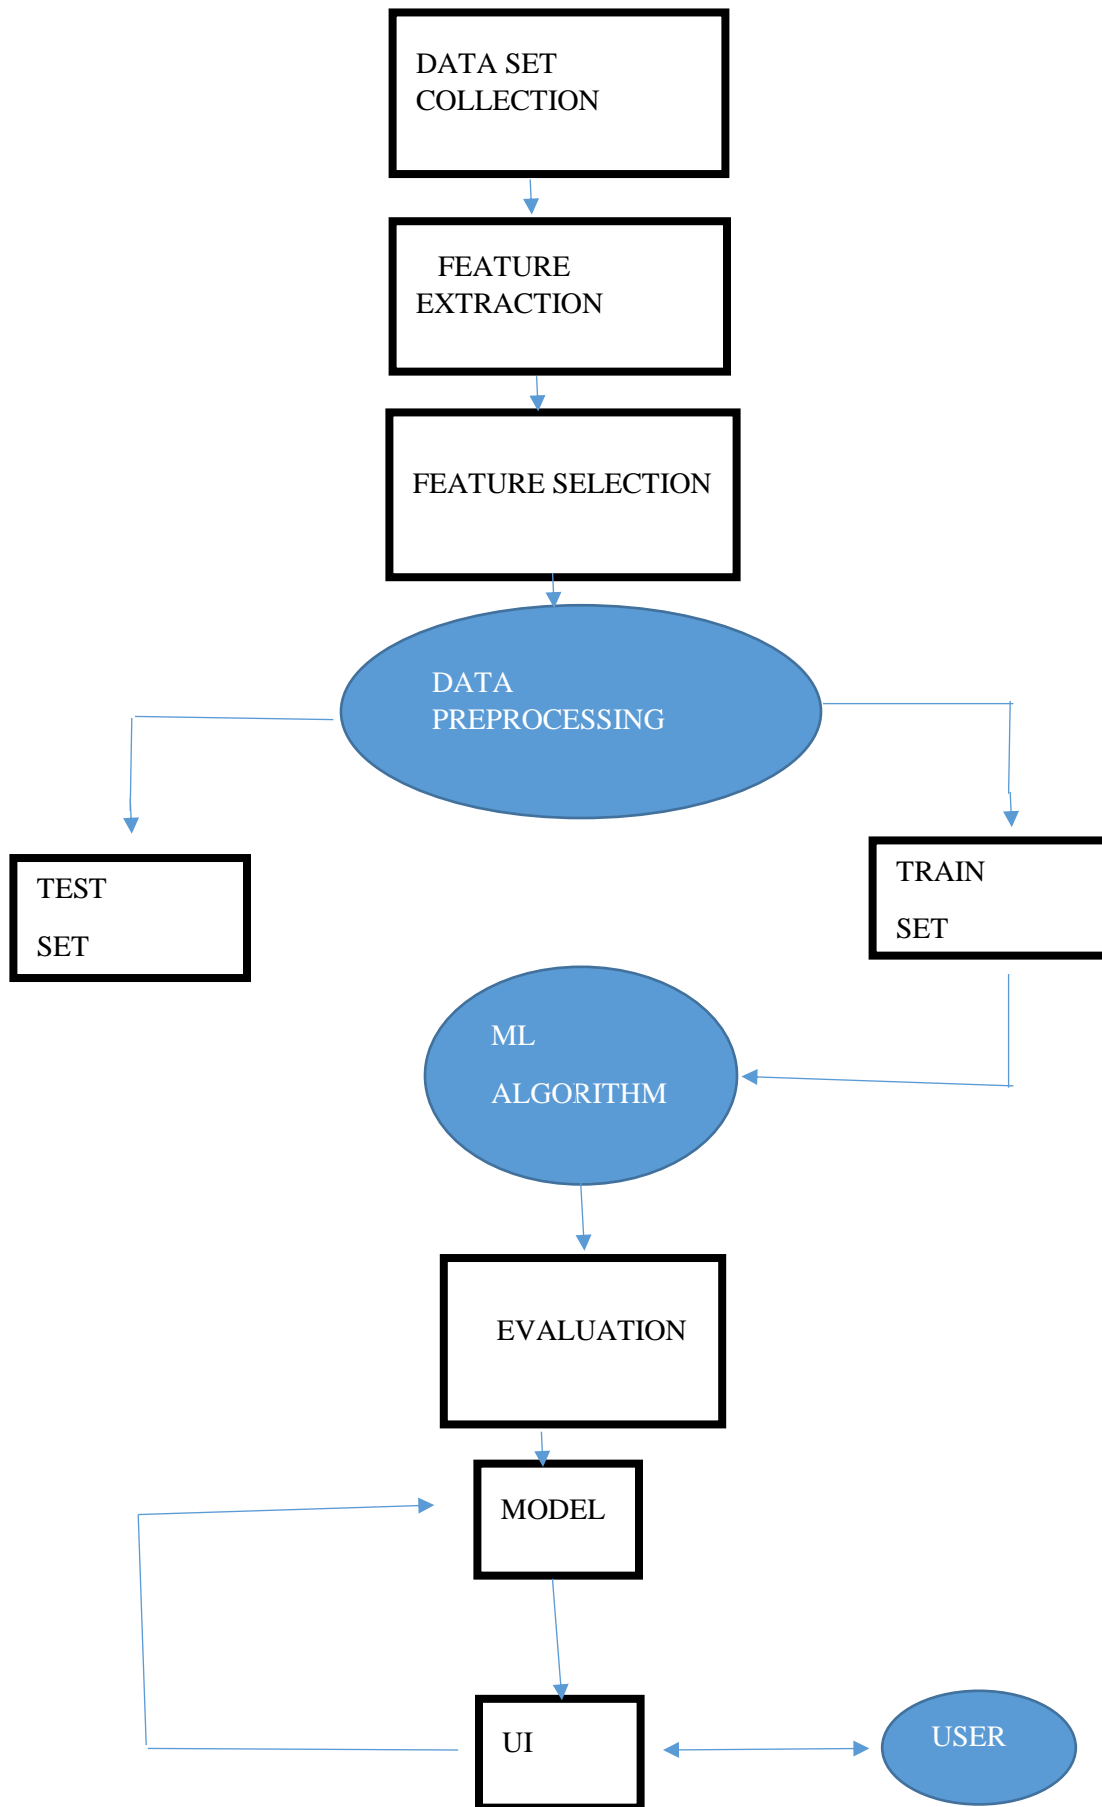 DATA SET
COLLECTION
FEATURE
EXTRACTION
FEATURE SELECTION
DATA
PREPROCESSING
TEST
SET
TRAIN
SET
ML
ALGORITHM
EVALUATION
MODEL
UI
USER